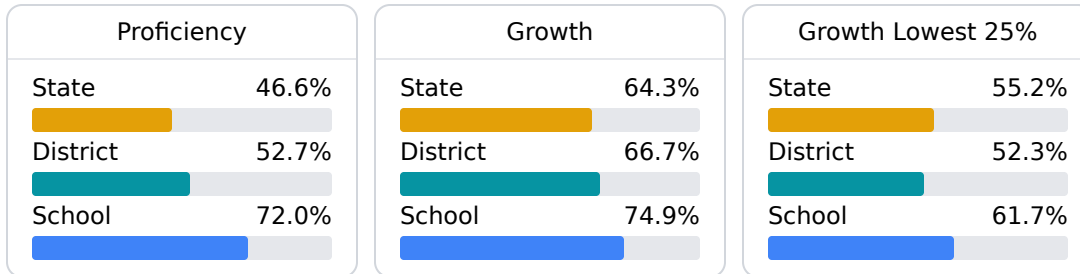 Proficiency
State 46.6%
District 52.7%
School 72.0%
Growth
State 64.3%
District 66.7%
School 74.9%
Growth Lowest 25%
State 55.2%
District 52.3%
School 61.7%